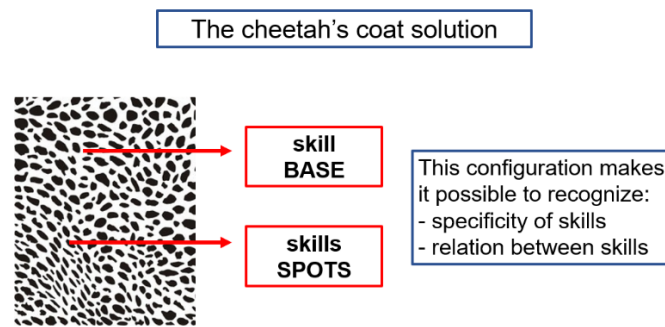 The cheetah's coat solution
skill
BASE
skills
SPOTS
This configuration makes
it possible to recognize:
- specificity of skills
- relation between skills